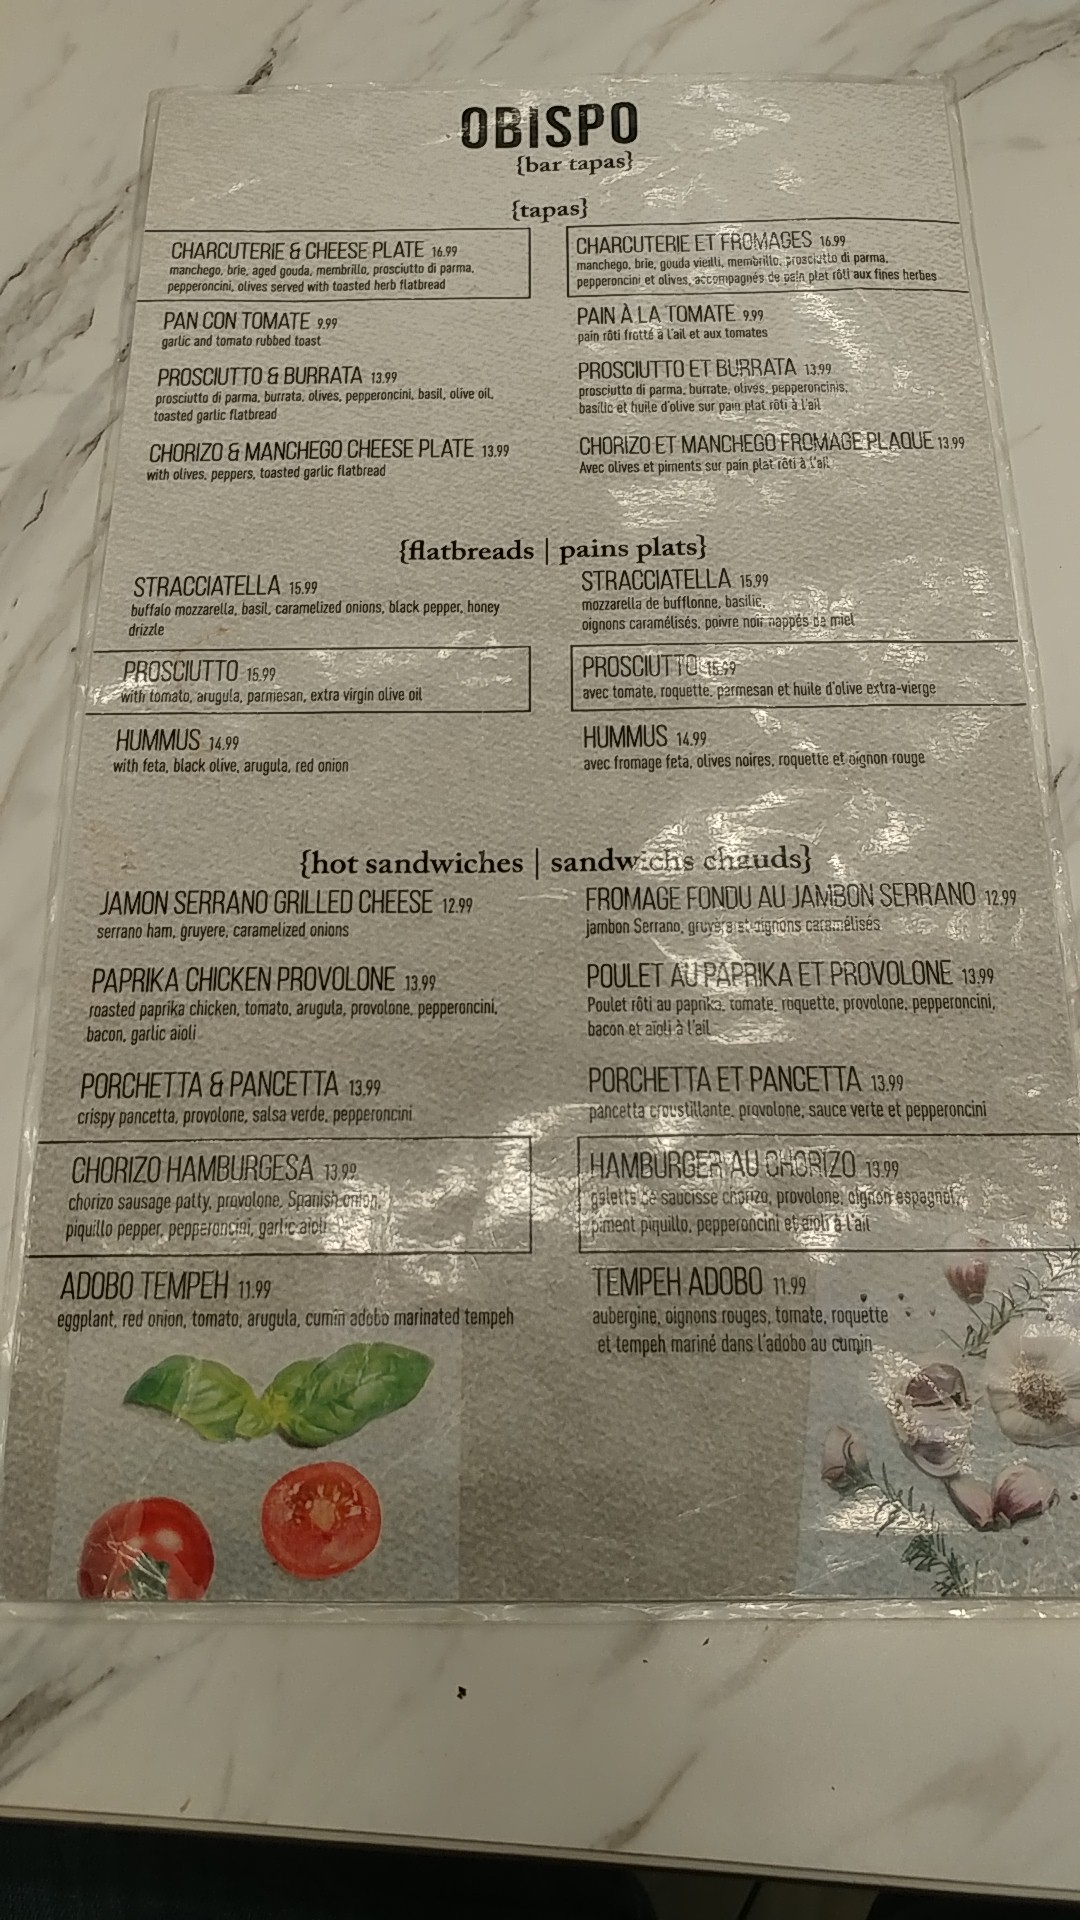 OBISPO
{bar tapas}
{tapas}
CHARCUTERIE & CHEESE PLATE 16.99
manchego, brie, aged gouda, membrillo, prosciutto di parma,
pepperoncini, olives served with toasted herb flatbread
PAN CON TOMATE 9.99
garlic and tomato rubbed toast
PROSCIUTTO & BURRATA 13.99
prosciutto di parma, burrata, olives, pepperoncini, basil, olive oil,
toasted garlic flatbread
CHORIZO & MANCHEGO CHEESE PLATE 13.99
with olives, peppers, toasted garlic flatbread
CHARCUTERIE ET FROMAGES 16.99
manchego, brie, gouda vieilli, membrillo, prosciutto di parma,
pepperoncini et olives, accompagnés de pain plat rôti aux fines herbes
PAIN À LA TOMATE 9.99
pain rôti frotté à l'ail et aux tomates
PROSCIUTTO ET BURRATA 13.99
prosciutto di parma, burrate, olives, pepperoncinis,
basilic et huile d'olive sur pain plat rôti à l'ail
CHORIZO ET MANCHEGO FROMAGE PLAQUE 13.99
Avec olives et piments sur pain plat rôti à l'ail
{flatbreads | pains plats}
STRACCIATELLA 15.99
buffalo mozzarella, basil, caramelized onions, black pepper, honey
drizzle
PROSCIUTTO 15.99
with tomato, arugula, parmesan, extra virgin olive oil
HUMMUS 14.99
with feta, black olive, arugula, red onion
STRACCIATELLA 15.99
mozzarella de bufflonne, basilic,
oignons caramélisés, poivre noir nappés de miel
PROSCIUTTO 15.99
avec tomate, roquette, parmesan et huile d'olive extra-vierge
HUMMUS 14.99
avec fromage feta, olives noires, roquette et oignon rouge
{hot sandwiches | sandwichs chauds}
JAMON SERRANO GRILLED CHEESE 12.99
serrano ham, gruyere, caramelized onions
PAPRIKA CHICKEN PROVOLONE 13.99
roasted paprika chicken, tomato, arugula, provolone, pepperoncini,
bacon, garlic aioli
PORCHETTA & PANCETTA 13.99
crispy pancetta, provolone, salsa verde, pepperoncini
CHORIZO HAMBURGESA 13.99
chorizo sausage patty, provolone, Spanish onion,
piquillo pepper, pepperoncini, garlic aioli
ADOBO TEMPEH 11.99
eggplant, red onion, tomato, arugula, cumin adobo marinated tempeh
FROMAGE FONDU AU JAMBON SERRANO 12.99
jambon Serrano, gruyère et oignons caramélisés
POULET AU PAPRIKA ET PROVOLONE 13.99
Poulet rôti au paprika, tomate, roquette, provolone, pepperoncini,
bacon et aïoli à l'ail
PORCHETTA ET PANCETTA 13.99
pancetta croustillante, provolone, sauce verte et pepperoncini
HAMBURGER AU CHORIZO 13.99
galette de saucisse chorizo, provolone, oignon espagnol,
piment piquillo, pepperoncini et aïoli à l'ail
TEMPEH ADOBO 11.99
aubergine, oignons rouges, tomate, roquette
et tempeh mariné dans l'adobo au cumin